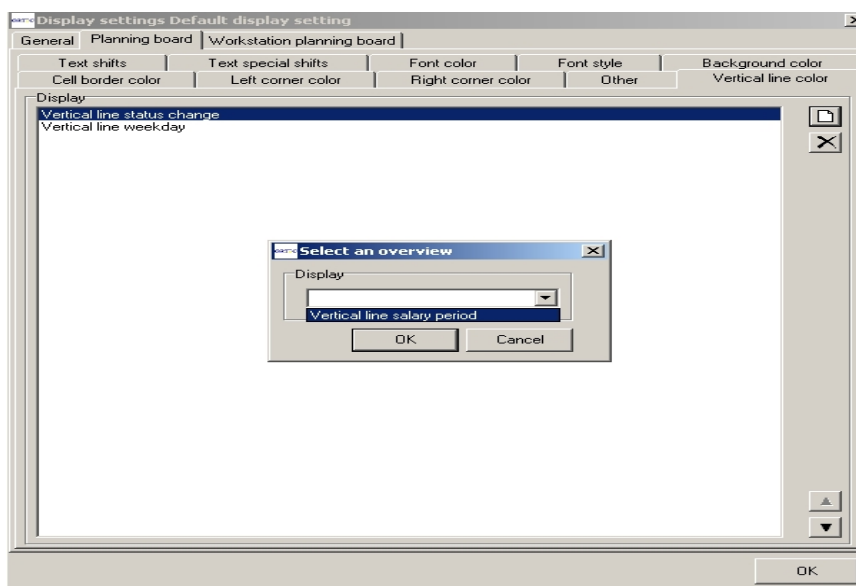 Display settings Default display setting
General Planning board Workstation planning board
Text shifts Text special shifts Font color Font style Background color
Cell border color Left corner color Right corner color Other Vertical line color
Display
Vertical line status change
Vertical line weekday
Select an overview
Display
Vertical line salary period
OK Cancel
OK